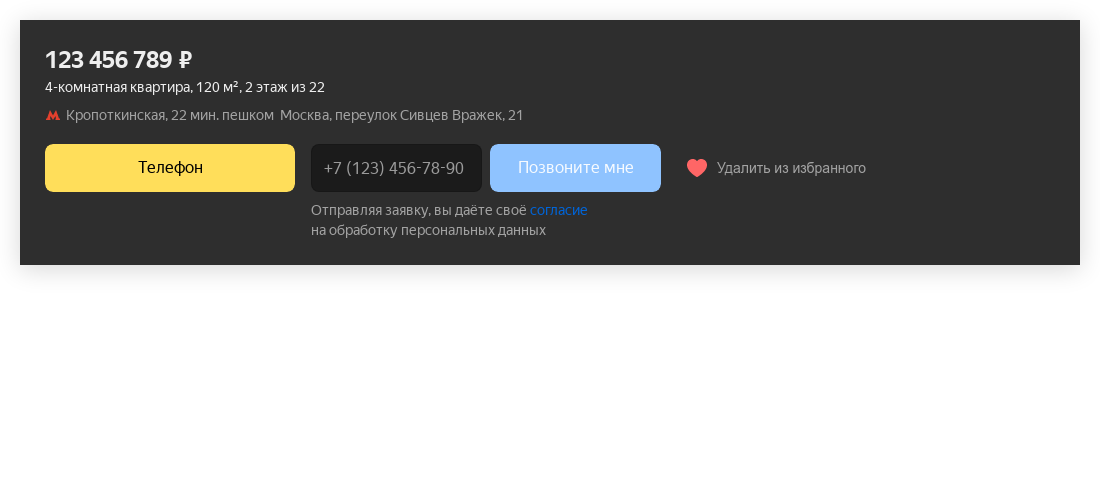 123 456 789 ₽
4-комнатная квартира, 120 м², 2 этаж из 22
Кропоткинская, 22 мин. пешком Москва, переулок Сивцев Вражек, 21
Телефон +7 (123) 456-78-90 Позвоните мне Удалить из избранного
Отправляя заявку, вы даёте своё согласие
на обработку персональных данных